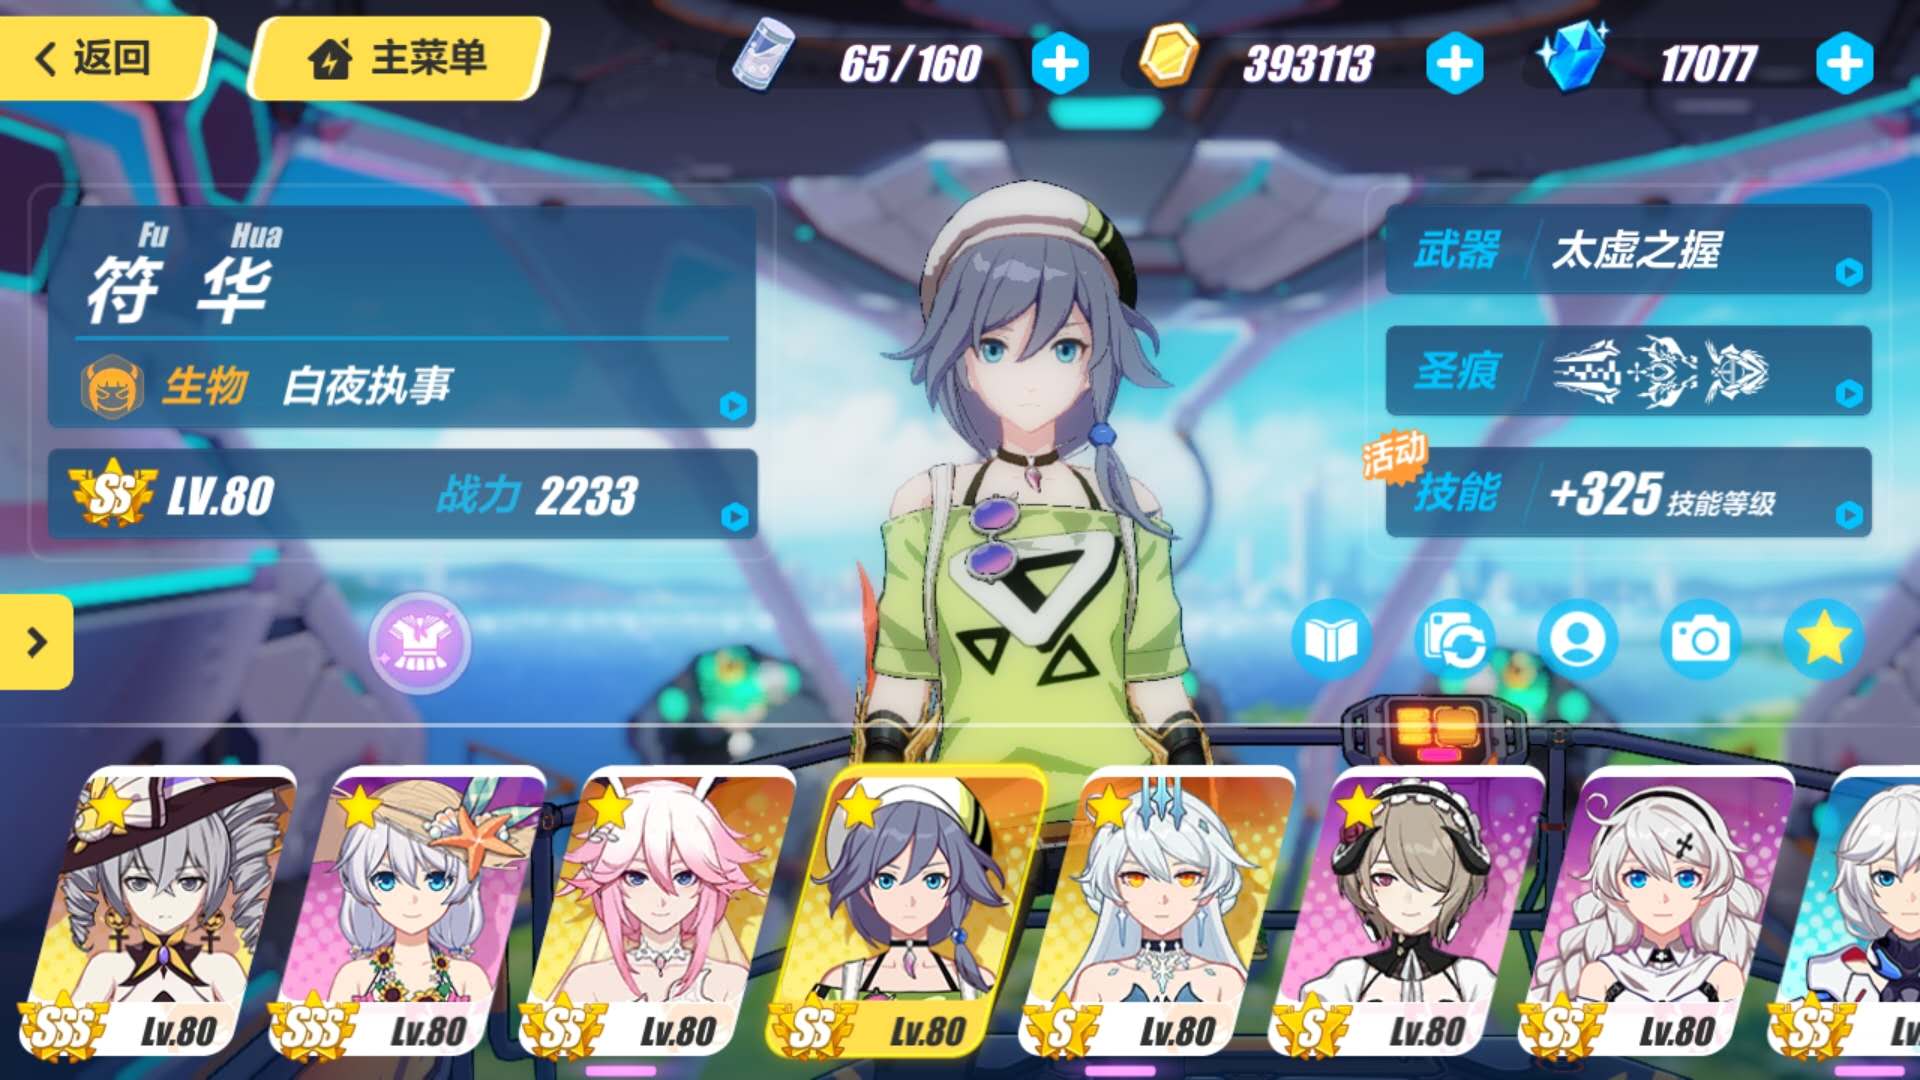 返回
主菜单
65/160
393113
17077
Fu Hua
符华
生物 白夜执事
SS LV.80 战力 2233
武器 太虚之握
圣痕
活动
技能 +325 技能等级
SSS Lv.80
SSS Lv.80
SS Lv.80
SS Lv.80
S Lv.80
S Lv.80
SS Lv.80
SS Lv.